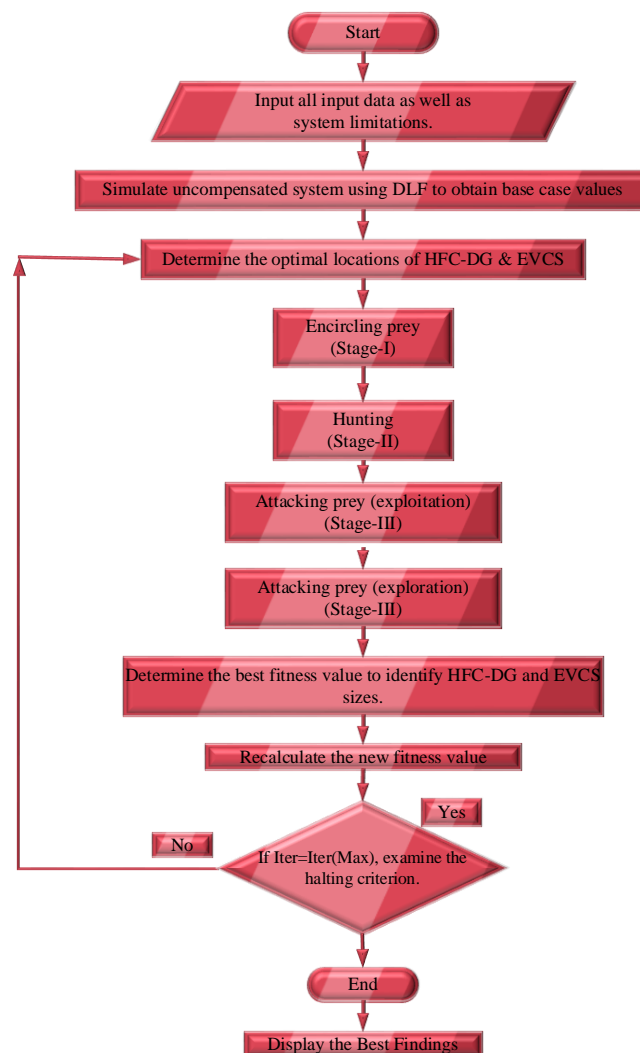 Start
Input all input data as well as
system limitations.
Simulate uncompensated system using DLF to obtain base case values
Determine the optimal locations of HFC-DG & EVCS
Encircling prey
(Stage-I)
Hunting
(Stage-II)
Attacking prey (exploitation)
(Stage-III)
Attacking prey (exploration)
(Stage-III)
Determine the best fitness value to identify HFC-DG and EVCS
sizes.
Recalculate the new fitness value
Yes
No
If Iter=Iter(Max), examine the
halting criterion.
End
Display the Best Findings